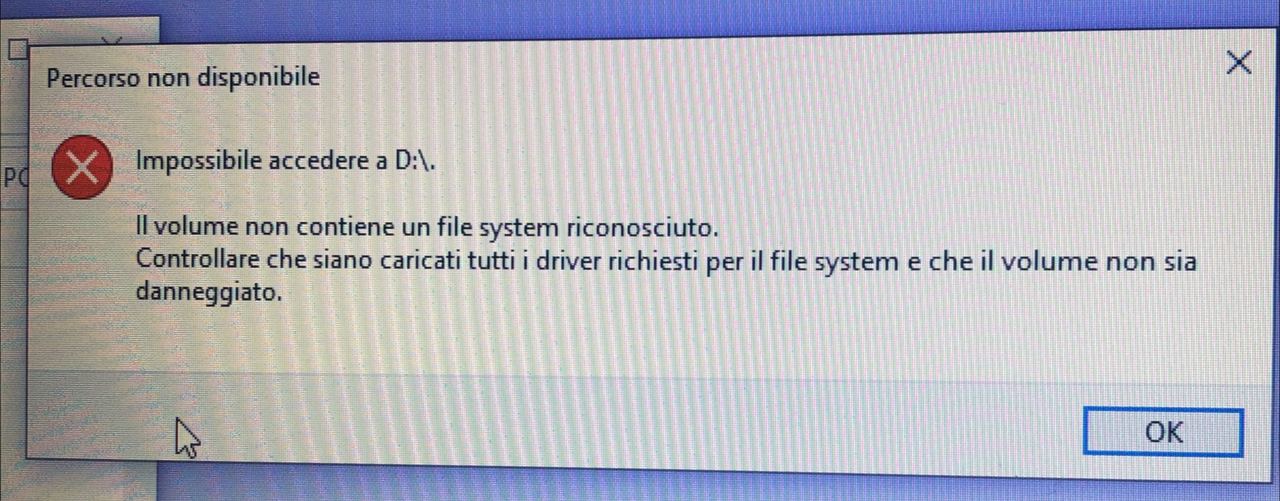 Percorso non disponibile
Impossibile accedere a D:\.
Il volume non contiene un file system riconosciuto.
Controllare che siano caricati tutti i driver richiesti per il file system e che il volume non sia
danneggiato.
OK